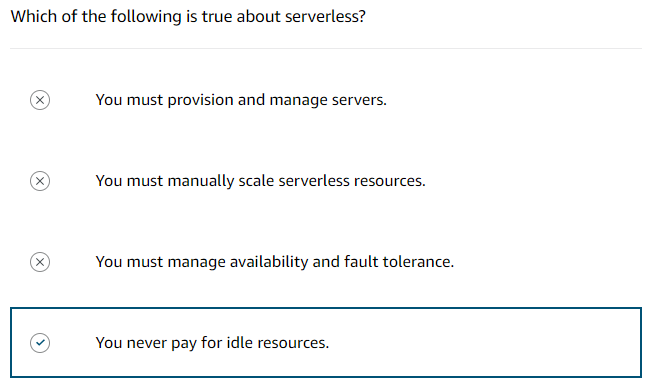 Which of the following is true about serverless?
You must provision and manage servers.
You must manually scale serverless resources.
You must manage availability and fault tolerance.
You never pay for idle resources.